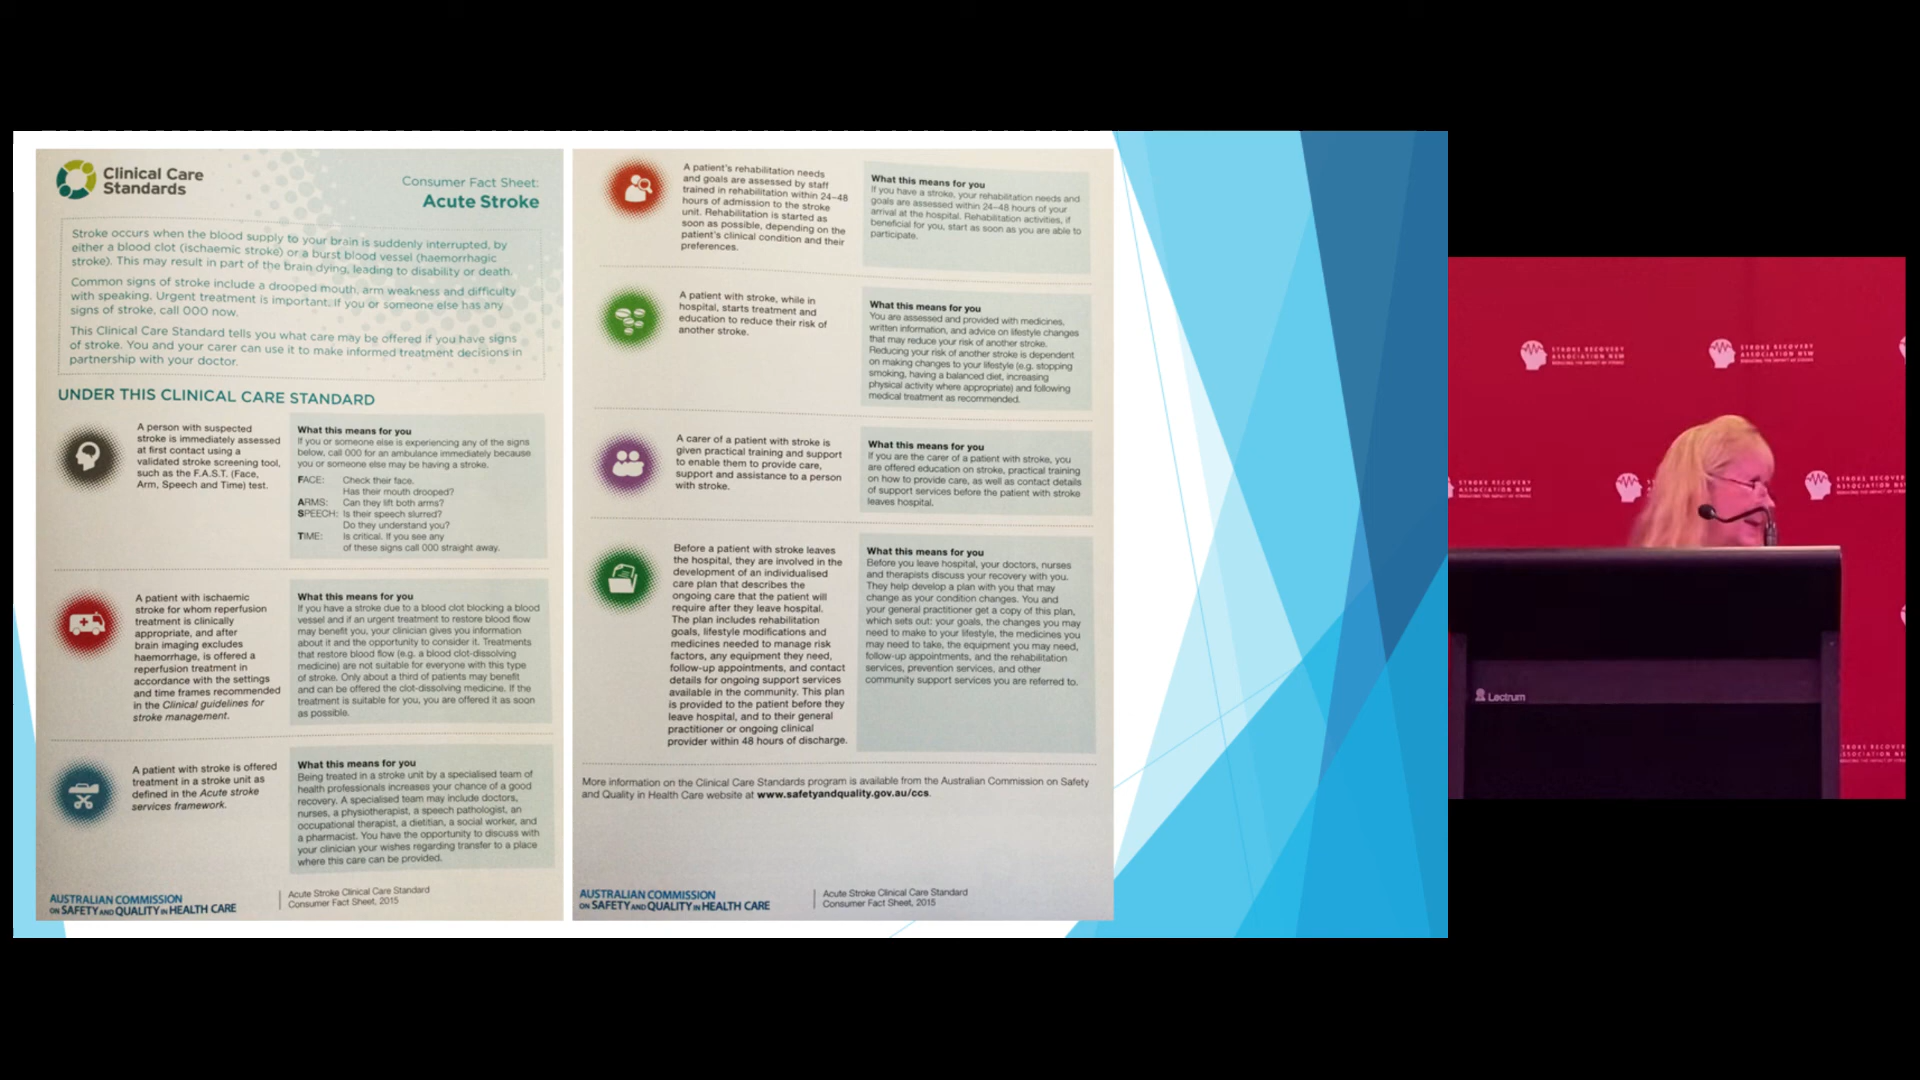 Clinical Care
Standards
Consumer Fact Sheet:
Acute Stroke
Stroke occurs when the blood supply to your brain is suddenly interrupted, by
either a blood clot (ischaemic stroke) or a burst blood vessel (haemorrhagic
stroke). This may result in part of the brain dying, leading to disability or death.
Common signs of stroke include a drooped mouth, arm weakness and difficulty
with speaking. Urgent treatment is important. If you or someone else has any
signs of stroke, call 000 now.
This Clinical Care Standard tells you what care may be offered if you have signs
of stroke. You and your carer can use it to make informed treatment decisions in
partnership with your doctor.
UNDER THIS CLINICAL CARE STANDARD
A person with suspected
stroke is immediately assessed
at first contact using a
validated stroke screening tool,
such as the F.A.S.T. (Face,
Arm, Speech and Time) test.
What this means for you
If you or someone else is experiencing any of the signs
below, call 000 for an ambulance immediately because
you or someone else may be having a stroke.
FACE: Check their face.
Has their mouth drooped?
ARMS: Can they lift both arms?
SPEECH: Is their speech slurred?
Do they understand you?
TIME: Is critical. If you see any
of these signs call 000 straight away.
A patient with ischaemic
stroke for whom reperfusion
treatment is clinically
appropriate, and after
brain imaging excludes
haemorrhage, is offered a
reperfusion treatment in
accordance with the settings
and time frames recommended
in the Clinical guidelines for
stroke management.
What this means for you
If you have a stroke due to a blood clot blocking a blood
vessel and if an urgent treatment to restore blood flow
may benefit you, your clinician gives you information
about it and the opportunity to consider it. Treatments
that restore blood flow (e.g. a blood clot-dissolving
medicine) are not suitable for everyone with this type
of stroke. Only about a third of patients may benefit
and can be offered the clot-dissolving medicine. If the
treatment is suitable for you, you are offered it as soon
as possible.
A patient with stroke is offered
treatment in a stroke unit as
defined in the Acute stroke
services framework.
What this means for you
Being treated in a stroke unit by a specialised team of
health professionals increases your chance of a good
recovery. A specialised team may include doctors,
nurses, a physiotherapist, a speech pathologist, an
occupational therapist, a dietitian, a social worker, and
a pharmacist. You have the opportunity to discuss with
your clinician your wishes regarding transfer to a place
where this care can be provided.
AUSTRALIAN COMMISSION
ON SAFETY AND QUALITY IN HEALTH CARE
Acute Stroke Clinical Care Standard
Consumer Fact Sheet, 2015
A patient's rehabilitation needs
and goals are assessed by staff
trained in rehabilitation within 24–48
hours of admission to the stroke
unit. Rehabilitation is started as
soon as possible, depending on the
patient's clinical condition and their
preferences.
What this means for you
If you have a stroke, your rehabilitation needs and
goals are assessed within 24–48 hours of your
arrival at the hospital. Rehabilitation activities, if
beneficial for you, start as soon as you are able to
participate.
A patient with stroke, while in
hospital, starts treatment and
education to reduce their risk of
another stroke.
What this means for you
You are assessed and provided with medicines,
written information, and advice on lifestyle changes
that may reduce your risk of another stroke.
Reducing your risk of another stroke is dependent
on making changes to your lifestyle (e.g. stopping
smoking, having a balanced diet, increasing
physical activity where appropriate) and following
medical treatment as recommended.
A carer of a patient with stroke is
given practical training and support
to enable them to provide care,
support and assistance to a person
with stroke.
What this means for you
If you are the carer of a patient with stroke, you
are offered education on stroke, practical training
on how to provide care, as well as contact details
of support services before the patient with stroke
leaves hospital.
Before a patient with stroke leaves
the hospital, they are involved in the
development of an individualised
care plan that describes the
ongoing care that the patient will
require after they leave hospital.
The plan includes rehabilitation
goals, lifestyle modifications and
medicines needed to manage risk
factors, any equipment they need,
follow-up appointments, and contact
details for ongoing support services
available in the community. This plan
is provided to the patient before they
leave hospital, and to their general
practitioner or ongoing clinical
provider within 48 hours of discharge.
What this means for you
Before you leave hospital, your doctors, nurses
and therapists discuss your recovery with you.
They help develop a plan with you that may
change as your condition changes. You and
your general practitioner get a copy of this plan,
which sets out: your goals, the changes you may
need to make to your lifestyle, the medicines you
may need to take, the equipment you may need,
follow-up appointments, and the rehabilitation
services, prevention services, and other
community support services you are referred to.
More information on the Clinical Care Standards program is available from the Australian Commission on Safety
and Quality in Health Care website at www.safetyandquality.gov.au/ccs.
AUSTRALIAN COMMISSION
ON SAFETY AND QUALITY IN HEALTH CARE
Acute Stroke Clinical Care Standard
Consumer Fact Sheet, 2015
STROKE RECOVERY
ASSOCIATION NSW
STROKE RECOVERY
ASSOCIATION NSW
STROKE RECOVERY
ASSOCIATION NSW
STROKE RECOVERY
ASSOCIATION NSW
Lectrum